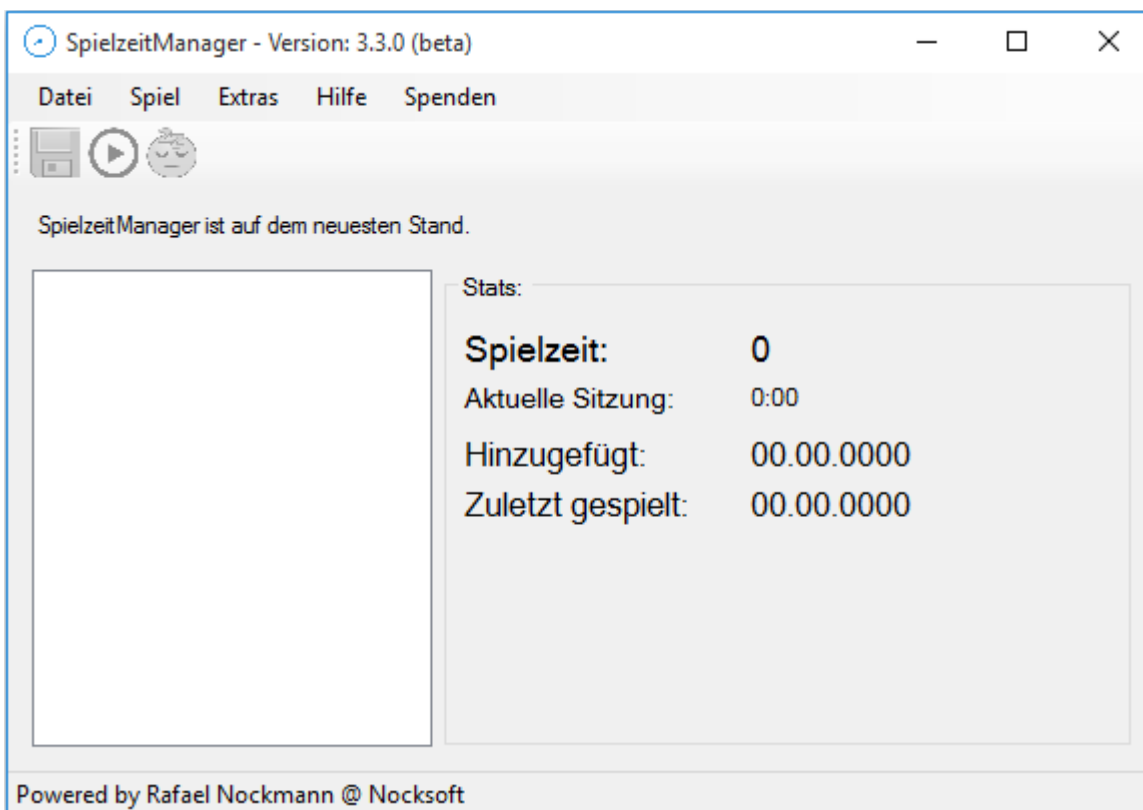 SpielzeitManager - Version: 3.3.0 (beta)
Datei Spiel Extras Hilfe Spenden
SpielzeitManager ist auf dem neuesten Stand.
Stats:
Spielzeit: 0
Aktuelle Sitzung: 0:00
Hinzugefügt: 00.00.0000
Zuletzt gespielt: 00.00.0000
Powered by Rafael Nockmann @ Nocksoft